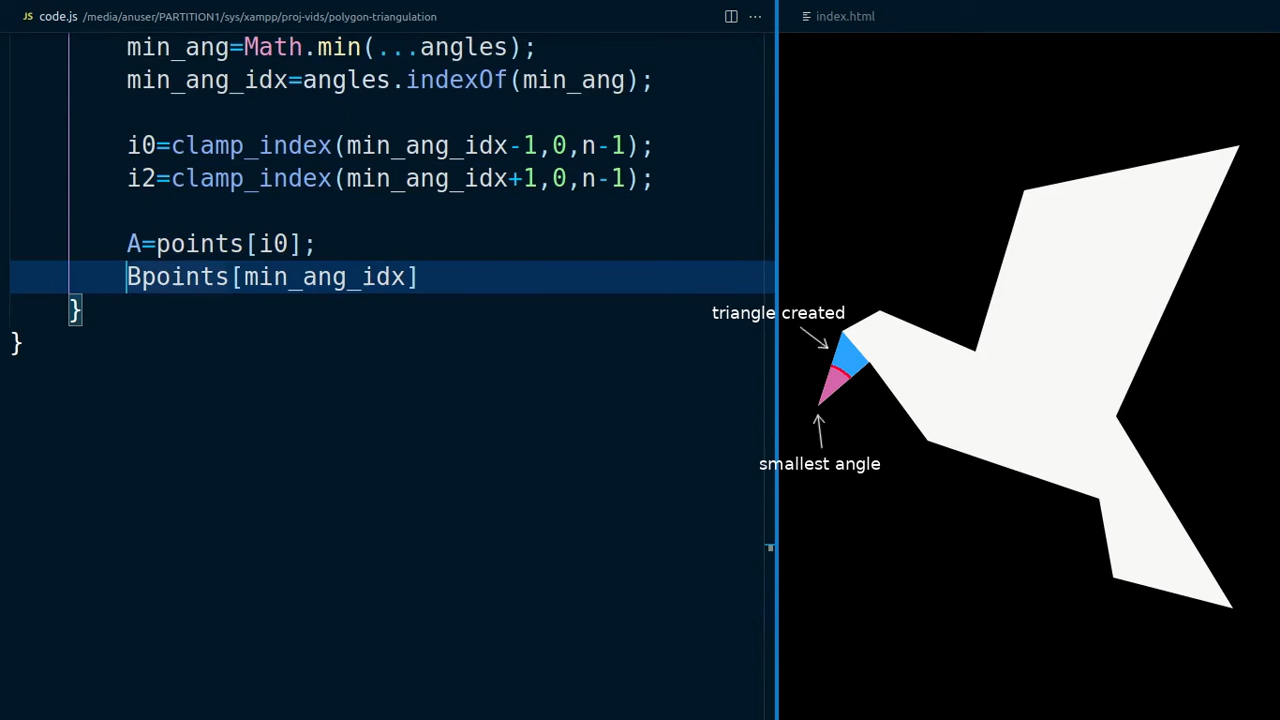 JS code.js /media/anuser/PARTITION1/sys/xampp/proj-vids/polygon-triangulation
index.html
min_ang=Math.min(...angles);
min_ang_idx=angles.indexOf(min_ang);
i0=clamp_index(min_ang_idx-1,0,n-1);
i2=clamp_index(min_ang_idx+1,0,n-1);
A=points[i0];
Bpoints[min_ang_idx]
}
}
triangle created
smallest angle